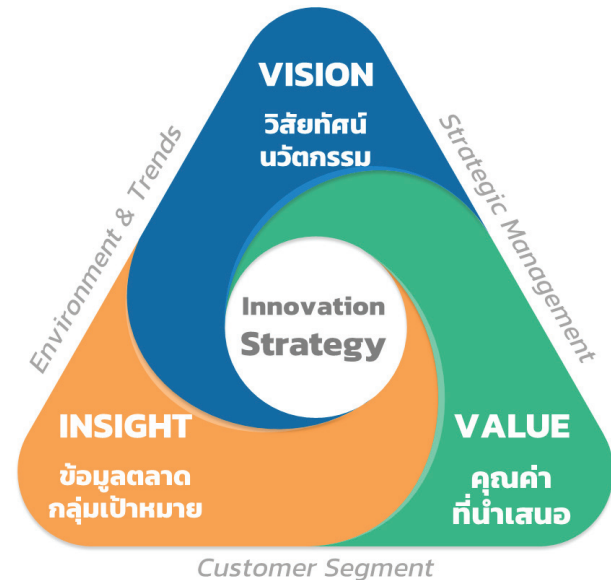 VISION
วิสัยทัศน์
นวัตกรรม
Environment & Trends
Strategic Management
Innovation
Strategy
INSIGHT
ข้อมูลตลาด
กลุ่มเป้าหมาย
VALUE
คุณค่า
ที่นำเสนอ
Customer Segment